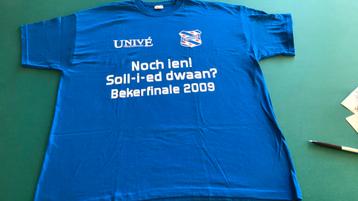 UNIVÉ
Noch ien!
Soll-i-ed dwaan?
Bekerfinale 2009